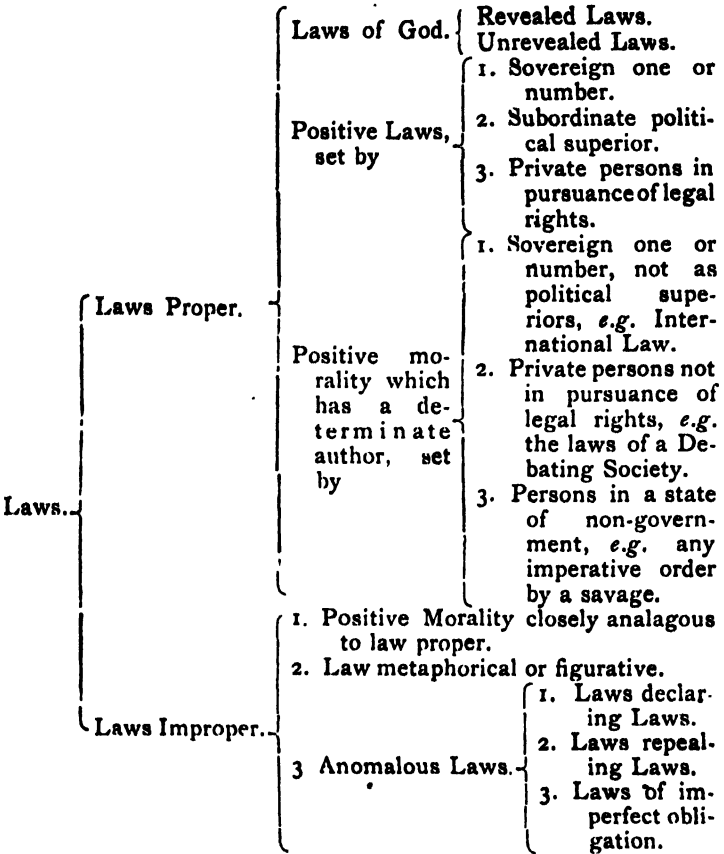 Laws of God.
Revealed Laws.
Unrevealed Laws.
Positive Laws,
set by
1. Sovereign one or
number.
2. Subordinate politi-
cal superior.
3. Private persons in
pursuance of legal
rights.
Laws Proper.
Positive mo-
rality which
has a de-
terminate
author, set
by
1. Sovereign one or
number, not as
political supe-
riors, e.g. Inter-
national Law.
2. Private persons not
in pursuance of
legal rights, e.g.
the laws of a De-
bating Society.
3. Persons in a state
of non-govern-
ment, e.g. any
imperative order
by a savage.
Laws.
1. Positive Morality closely analagous
to law proper.
2. Law metaphorical or figurative.
Laws Improper.
3 Anomalous Laws.
1. Laws declar-
ing Laws.
2. Laws repeal-
ing Laws.
3. Laws of im-
perfect obli-
gation.